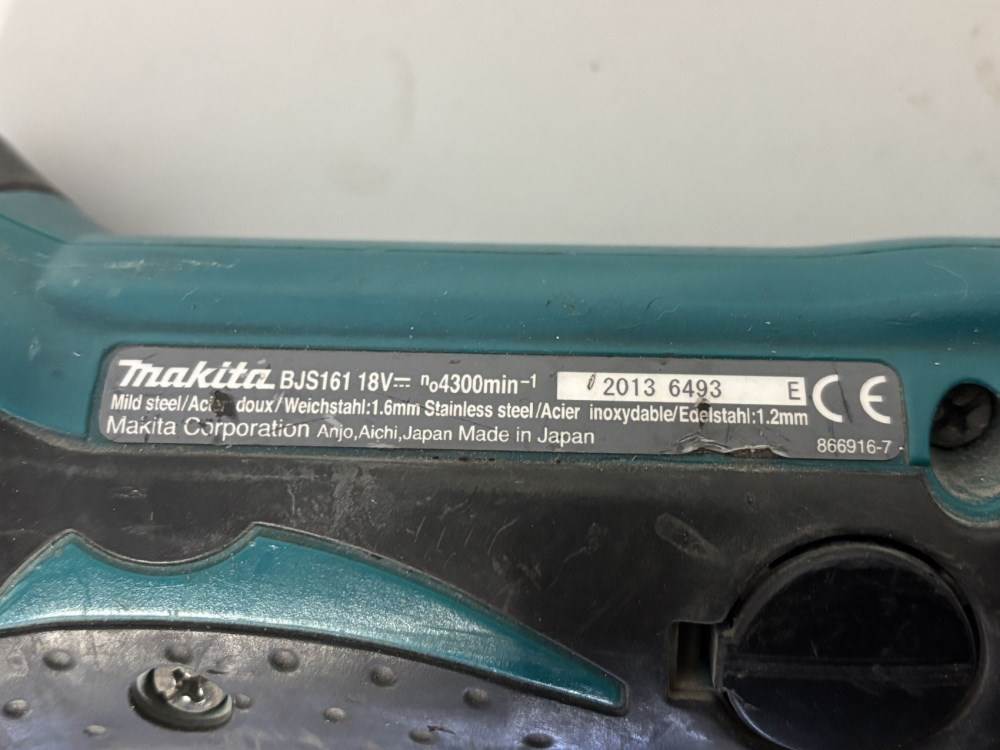 makita BJS161 18V⎓ n₀4300min⁻¹ 2013 6493 E CE
Mild steel/Acier doux/Weichstahl:1.6mm Stainless steel/Acier inoxydable/Edelstahl:1.2mm
Makita Corporation Anjo,Aichi,Japan Made in Japan 866916-7